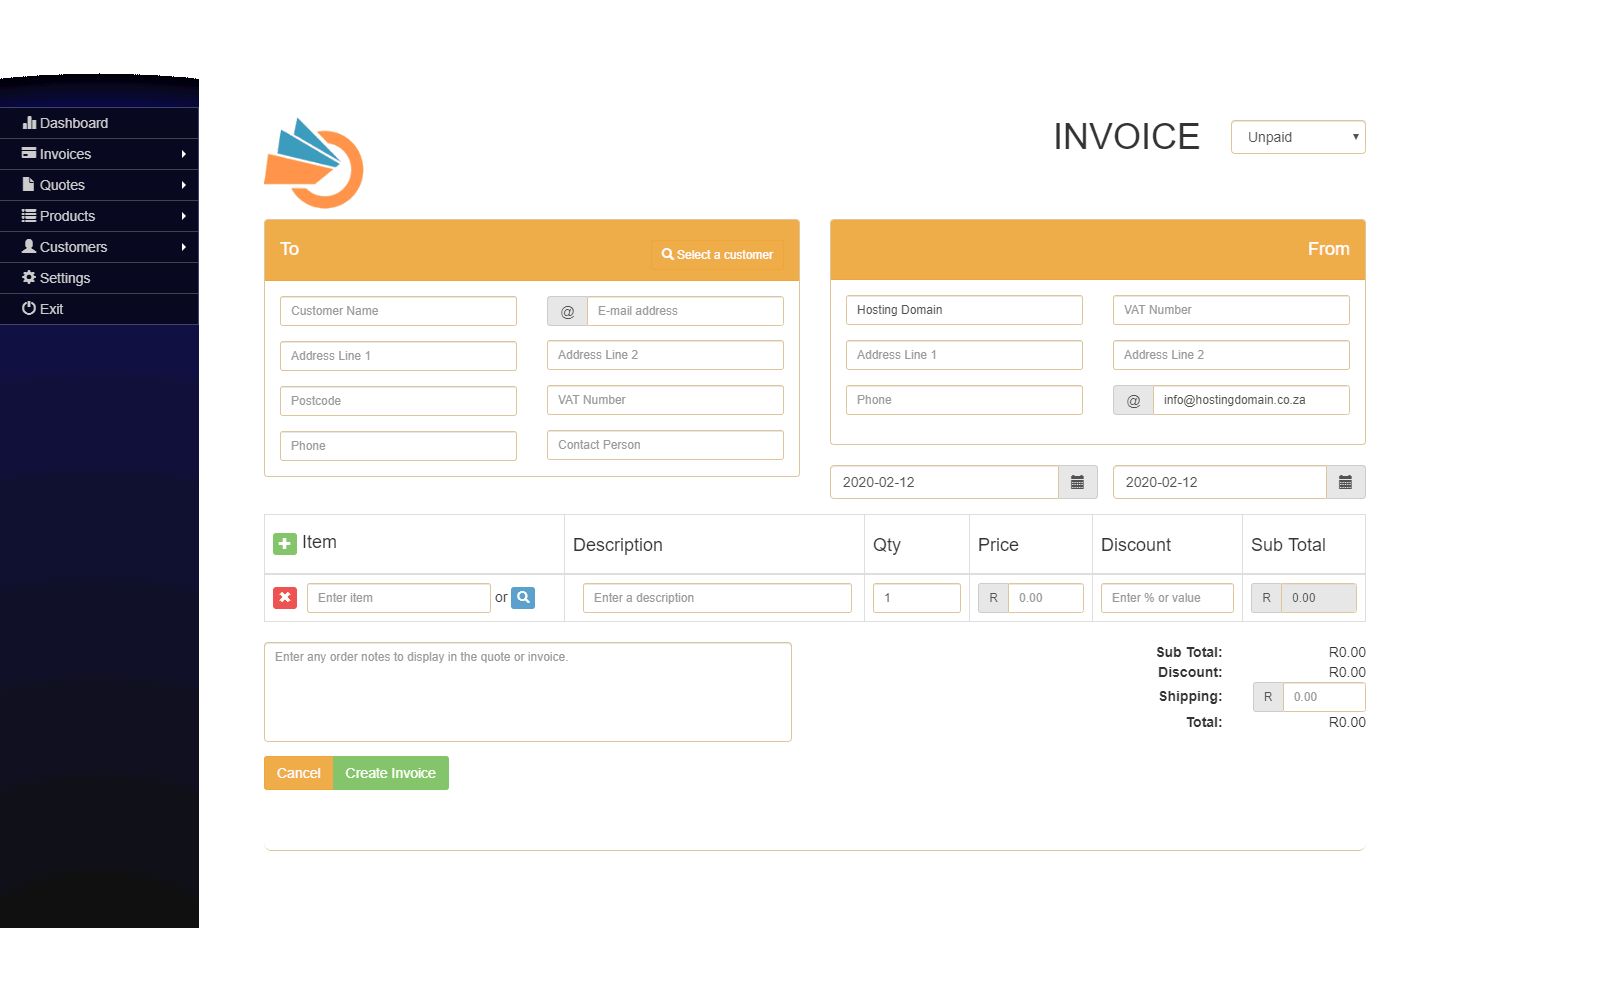 Dashboard
Invoices
Quotes
Products
Customers
Settings
Exit
INVOICE Unpaid
To Select a customer
Customer Name @ E-mail address
Address Line 1 Address Line 2
Postcode VAT Number
Phone Contact Person
From
Hosting Domain VAT Number
Address Line 1 Address Line 2
Phone @ info@hostingdomain.co.za
2020-02-12 2020-02-12
Item Description Qty Price Discount Sub Total
Enter item or Enter a description 1 R 0.00 Enter % or value R 0.00
Enter any order notes to display in the quote or invoice.
Sub Total: R0.00
Discount: R0.00
Shipping: R 0.00
Total: R0.00
Cancel Create Invoice